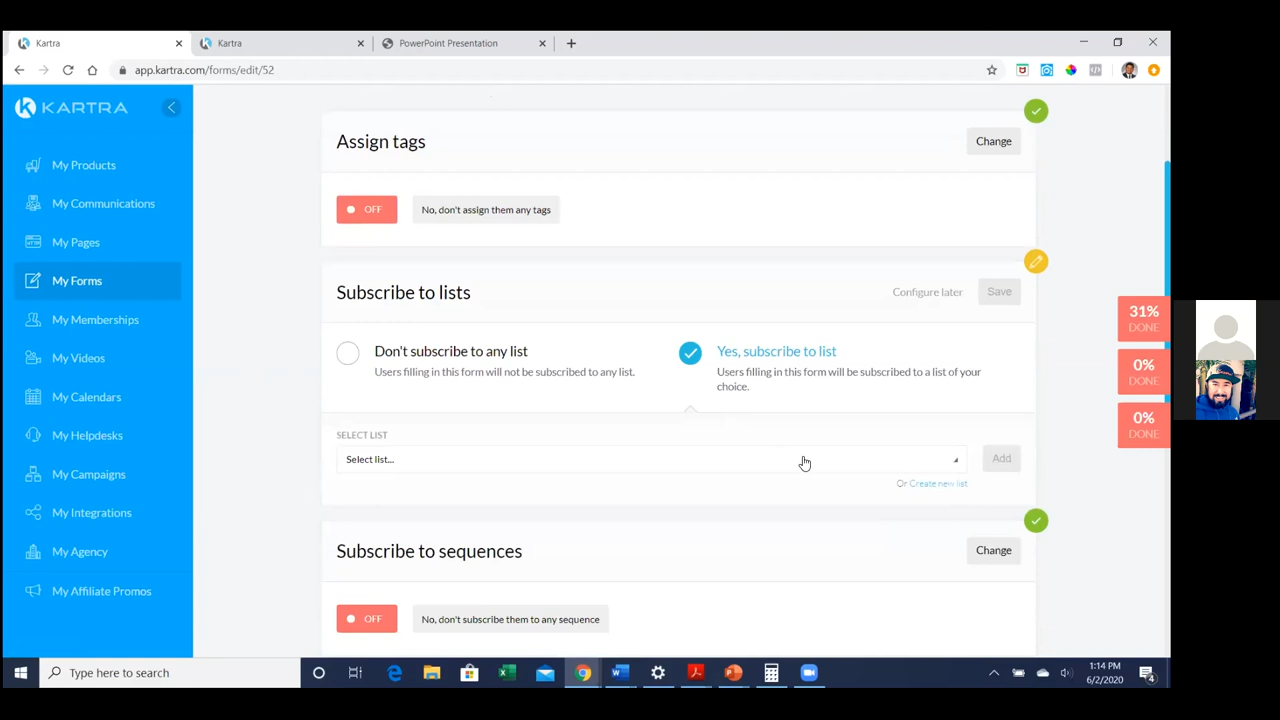 Kartra
Kartra
PowerPoint Presentation
app.kartra.com/forms/edit/52
KARTRA
My Products
My Communications
My Pages
My Forms
My Memberships
My Videos
My Calendars
My Helpdesks
My Campaigns
My Integrations
My Agency
My Affiliate Promos
Assign tags
Change
OFF
No, don't assign them any tags
Subscribe to lists
Configure later
Save
Don't subscribe to any list
Users filling in this form will not be subscribed to any list.
Yes, subscribe to list
Users filling in this form will be subscribed to a list of your
choice.
SELECT LIST
Select list...
Add
Or Create new list
Subscribe to sequences
Change
OFF
No, don't subscribe them to any sequence
31%
DONE
0%
DONE
0%
DONE
Type here to search
1:14 PM
6/2/2020
4